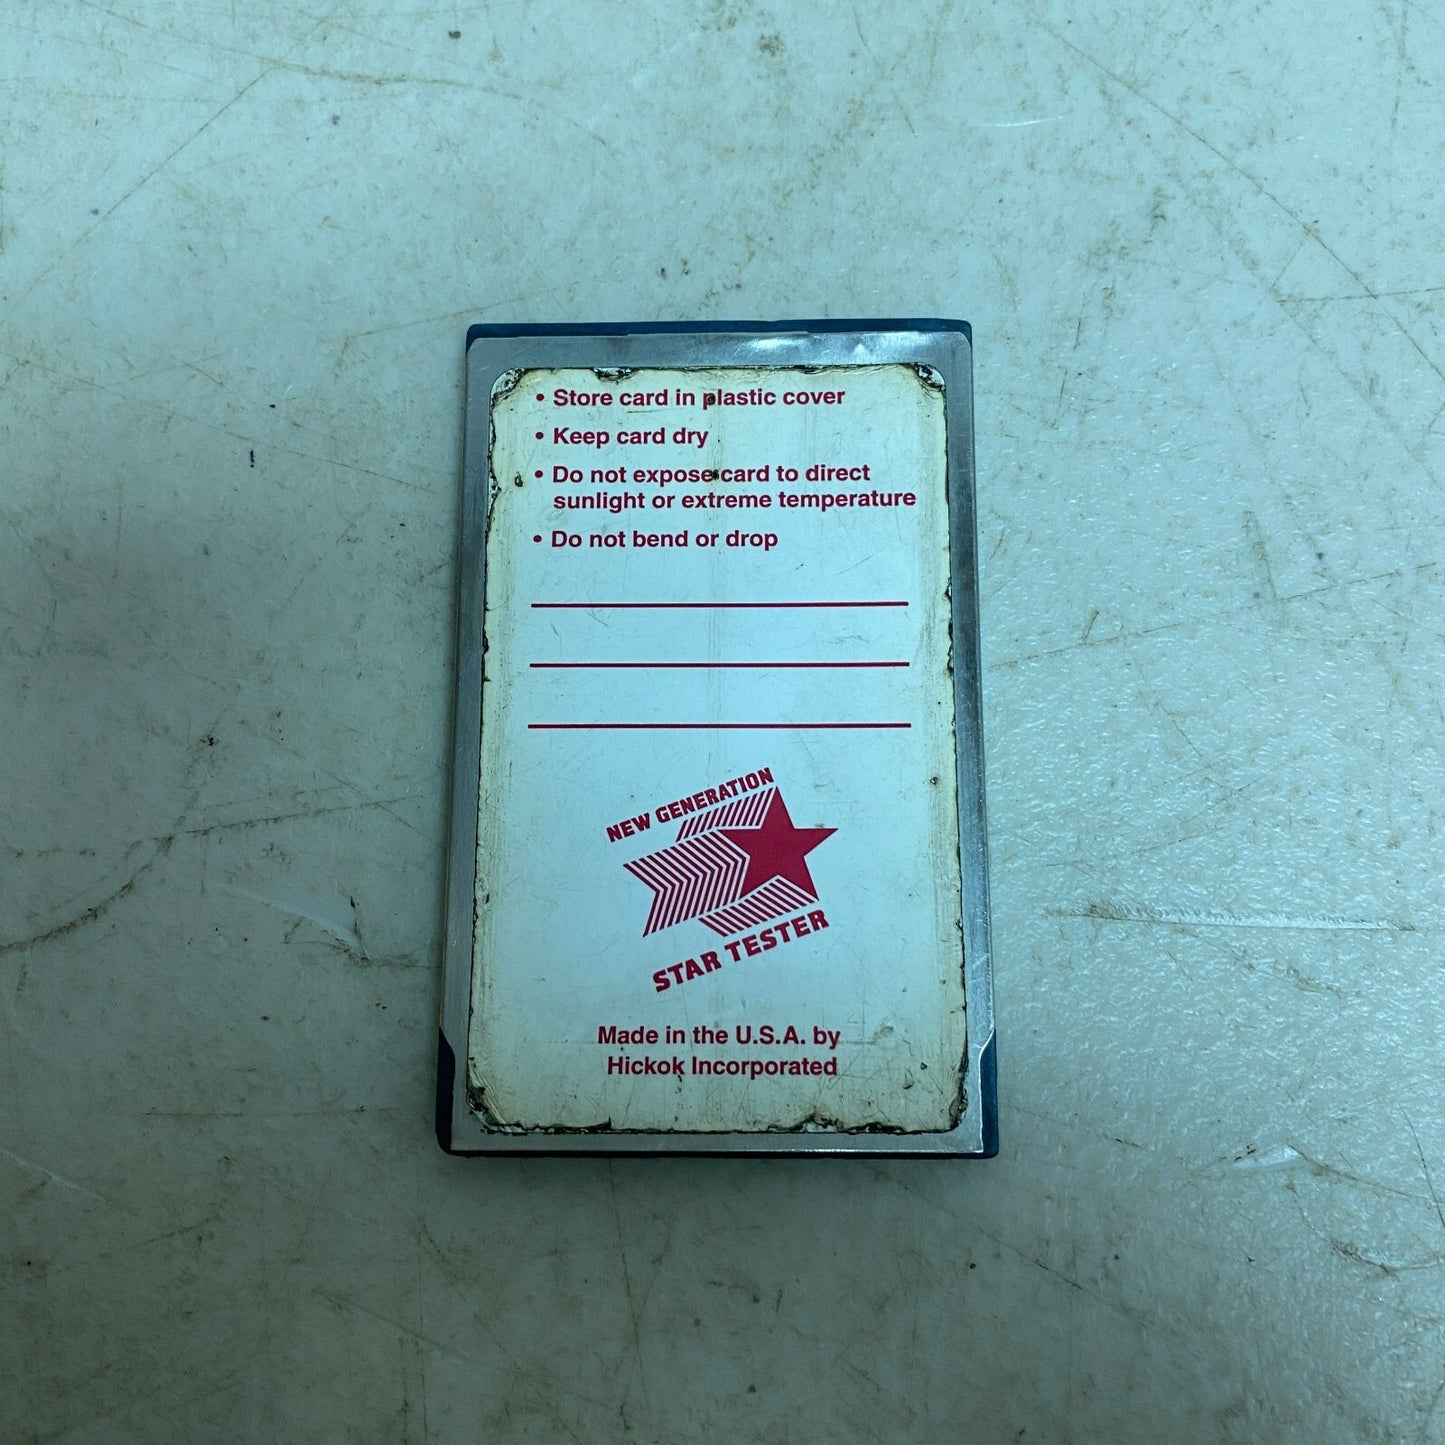 • Store card in plastic cover
• Keep card dry
• Do not expose card to direct
sunlight or extreme temperature
• Do not bend or drop
NEW GENERATION
STAR TESTER
Made in the U.S.A. by
Hickok Incorporated